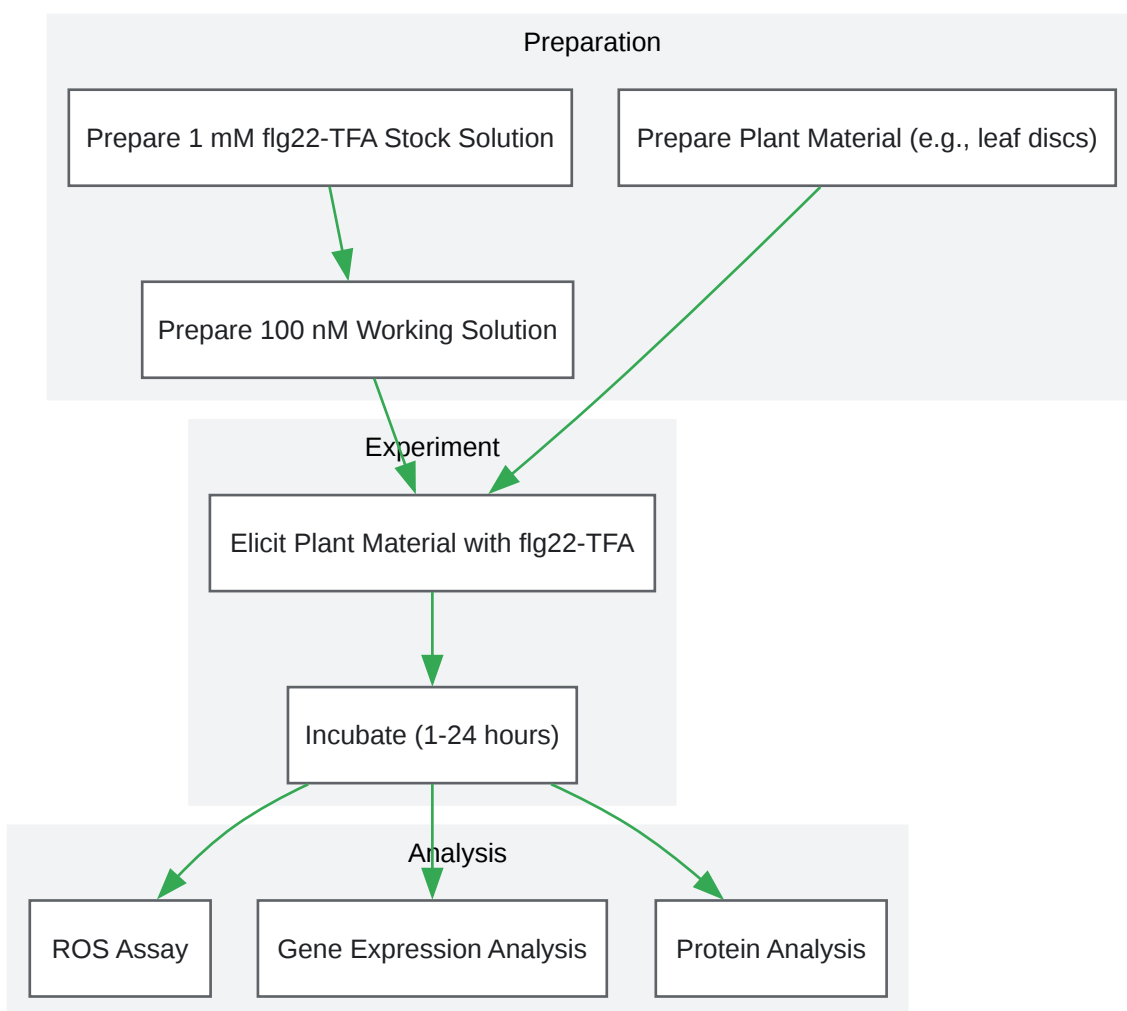 Preparation
Prepare 1 mM flg22-TFA Stock Solution
Prepare Plant Material (e.g., leaf discs)
Prepare 100 nM Working Solution
Experiment
Elicit Plant Material with flg22-TFA
Incubate (1-24 hours)
Analysis
ROS Assay
Gene Expression Analysis
Protein Analysis